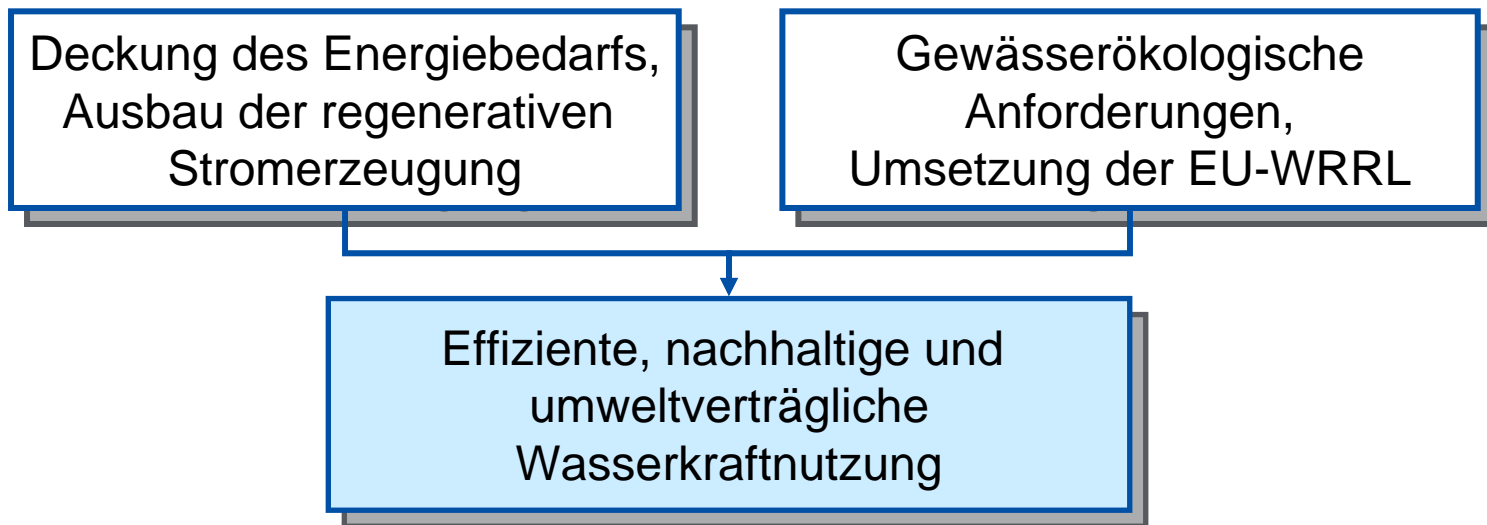 Deckung des Energiebedarfs,
Ausbau der regenerativen
Stromerzeugung
Gewässerökologische
Anforderungen,
Umsetzung der EU-WRRL
Effiziente, nachhaltige und
umweltverträgliche
Wasserkraftnutzung